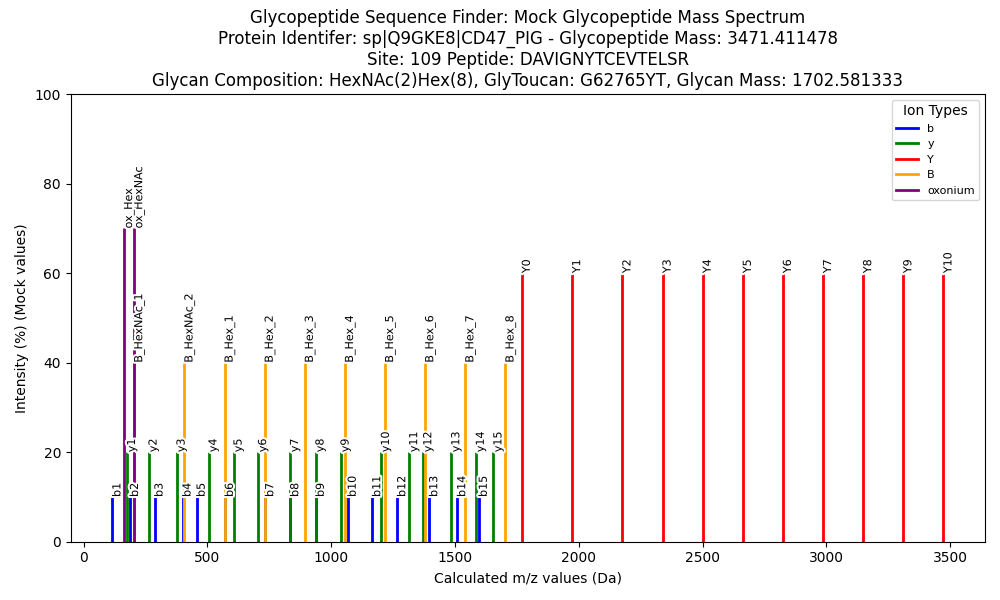 Glycopeptide Sequence Finder: Mock Glycopeptide Mass Spectrum
Protein Identifer: sp|Q9GKE8|CD47_PIG - Glycopeptide Mass: 3471.411478
Site: 109 Peptide: DAVIGNYTCEVTELSR
Glycan Composition: HexNAc(2)Hex(8), GlyToucan: G62765YT, Glycan Mass: 1702.581333
Intensity (%) (Mock values)
100
80
60
40
20
0
Ion Types
b
y
Y
B
oxonium
ox_Hex
ox_HexNAc
Y0
Y1
Y2
Y3
Y4
Y5
Y6
Y7
Y8
Y9
Y10
B_HexNAc_1
B_HexNAc_2
B_Hex_1
B_Hex_2
B_Hex_3
B_Hex_4
B_Hex_5
B_Hex_6
B_Hex_7
B_Hex_8
y1
y2
y3
y4
y5
y6
y7
y8
y9
y10
y11
y12
y13
y14
y15
b1
b2
b3
b4
b5
b6
b7
b8
b9
b10
b11
b12
b13
b14
b15
0
500
1000
1500
2000
2500
3000
3500
Calculated m/z values (Da)